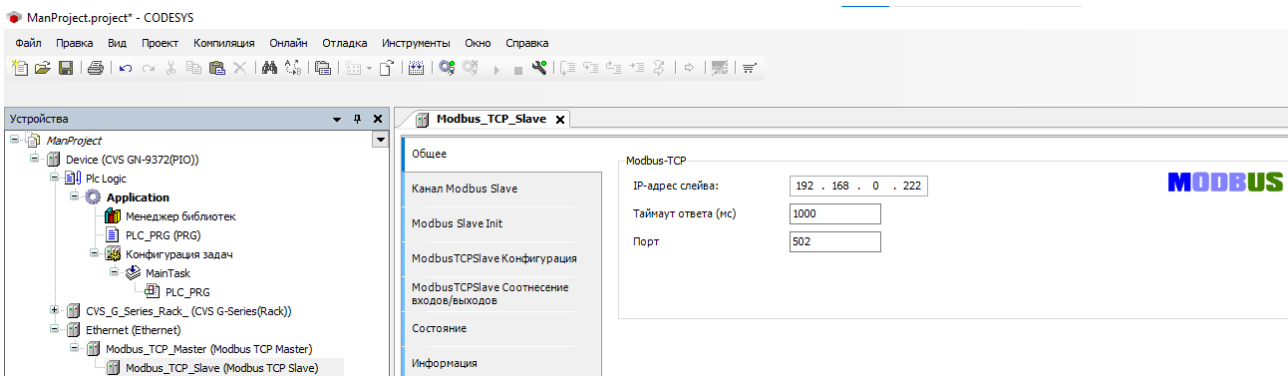 ManProject.project* - CODESYS
Файл Правка Вид Проект Компиляция Онлайн Отладка Инструменты Окно Справка
Устройства
ManProject
Device (CVS GN-9372(PIO))
Plc Logic
Application
Менеджер библиотек
PLC_PRG (PRG)
Конфигурация задач
MainTask
PLC_PRG
CVS_G_Series_Rack_ (CVS G-Series(Rack))
Ethernet (Ethernet)
Modbus_TCP_Master (Modbus TCP Master)
Modbus_TCP_Slave (Modbus TCP Slave)
Modbus_TCP_Slave
Общее
Канал Modbus Slave
Modbus Slave Init
ModbusTCPSlave Конфигурация
ModbusTCPSlave Соотнесение
входов/выходов
Состояние
Информация
Modbus-TCP
IP-адрес слейва: 192 . 168 . 0 . 222
Таймаут ответа (мс) 1000
Порт 502
MODBUS